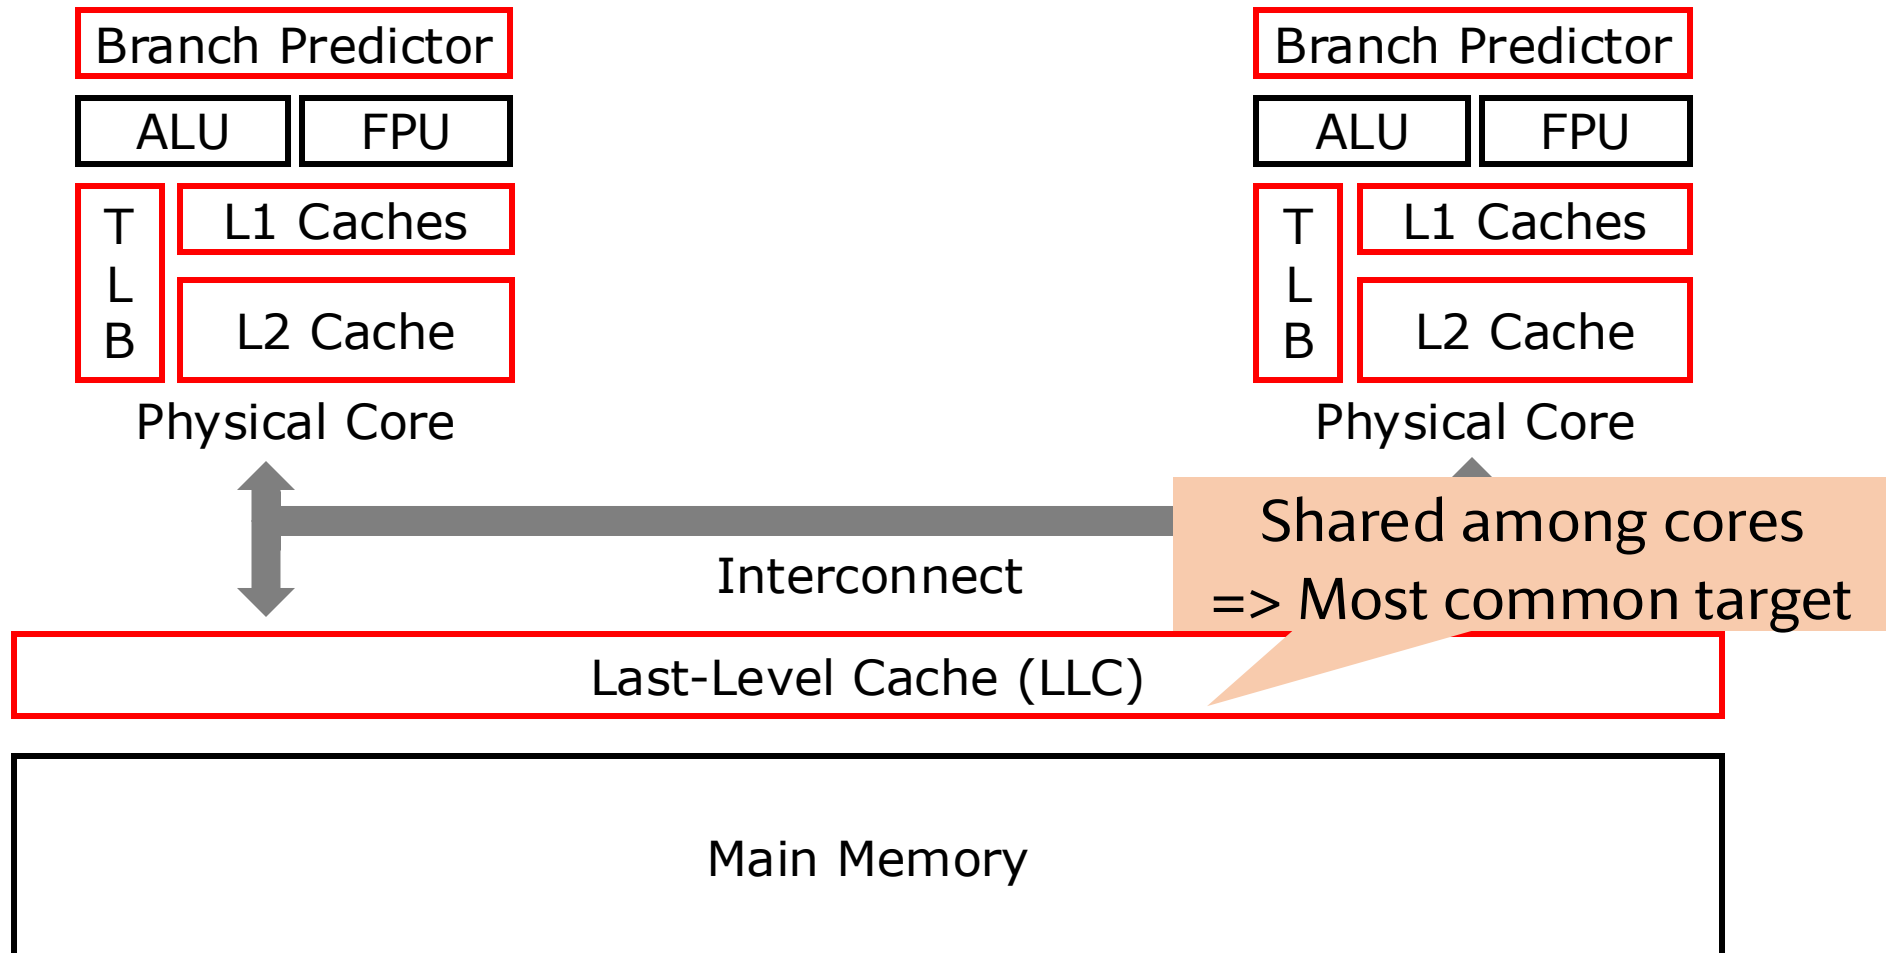 Branch Predictor
ALU
FPU
T
L
B
L1 Caches
L2 Cache
Physical Core
Branch Predictor
ALU
FPU
T
L
B
L1 Caches
L2 Cache
Physical Core
Shared among cores
=> Most common target
Interconnect
Last-Level Cache (LLC)
Main Memory